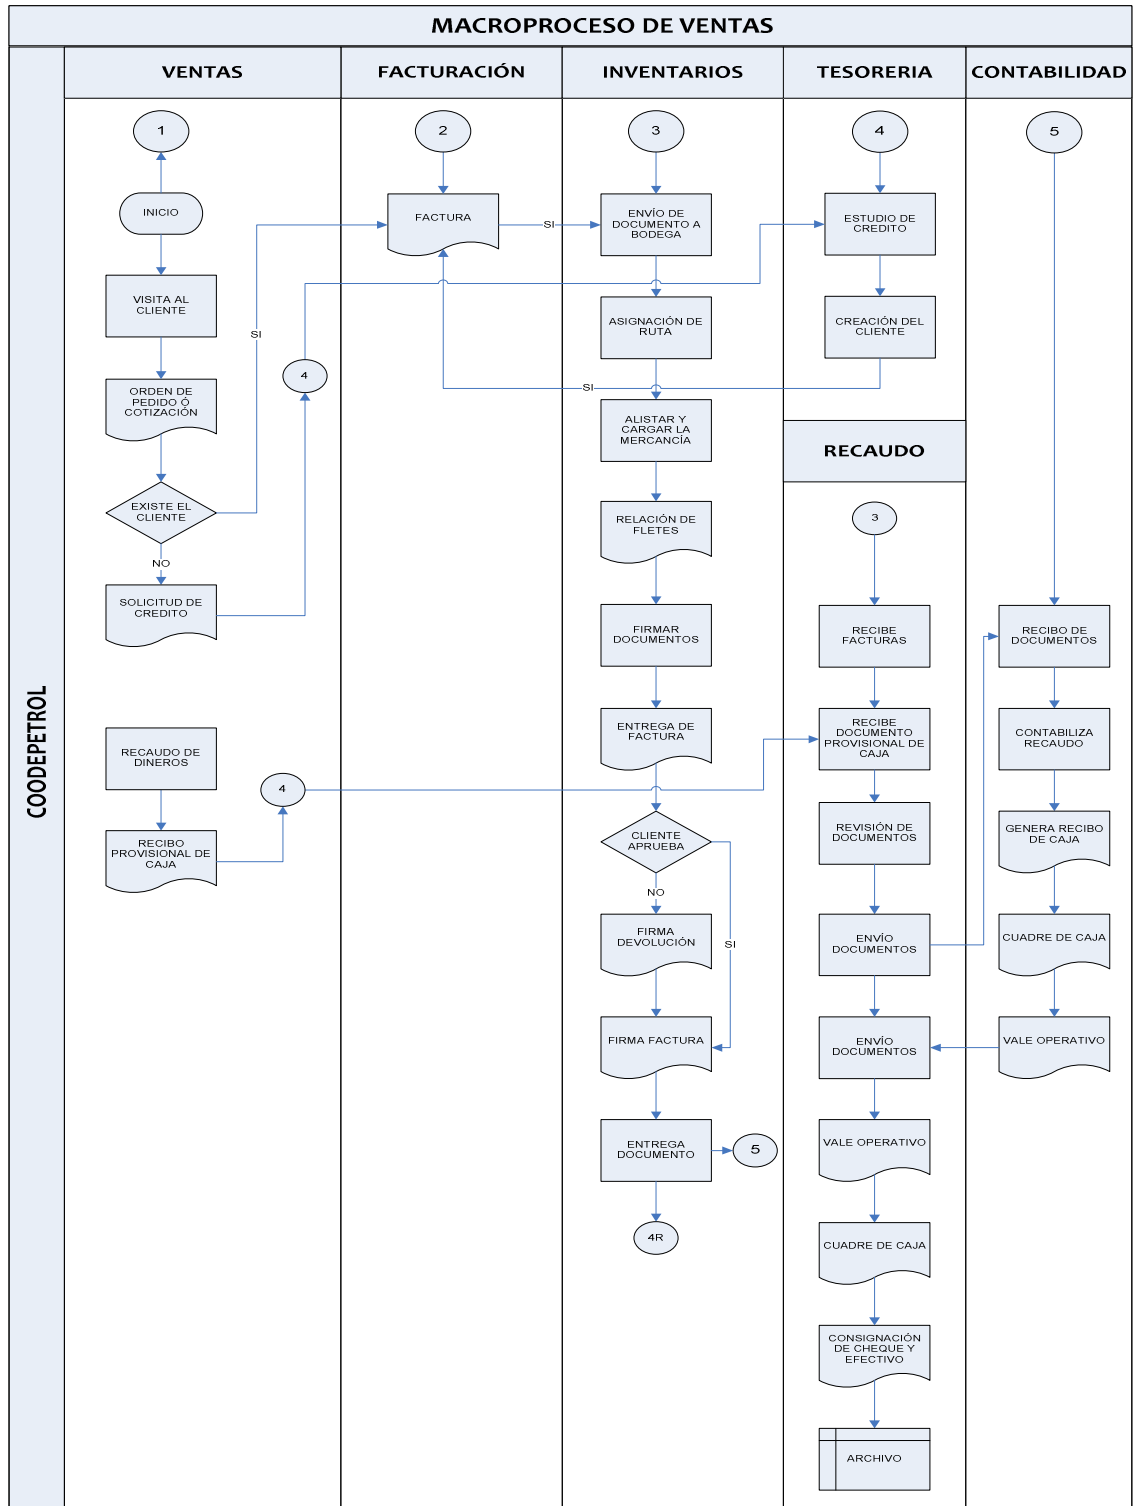 MACROPROCESO DE VENTAS
COODEPETROL
VENTAS
1
INICIO
VISITA AL
CLIENTE
ORDEN DE
PEDIDO Ó
COTIZACIÓN
EXISTE EL
CLIENTE
SI
NO
SOLICITUD DE
CREDITO
4
RECAUDO DE
DINEROS
RECIBO
PROVISIONAL DE
CAJA
4
FACTURACIÓN
2
FACTURA
SI
INVENTARIOS
3
ENVÍO DE
DOCUMENTO A
BODEGA
ASIGNACIÓN DE
RUTA
SI
ALISTAR Y
CARGAR LA
MERCANCÍA
RELACIÓN DE
FLETES
FIRMAR
DOCUMENTOS
ENTREGA DE
FACTURA
CLIENTE
APRUEBA
NO
SI
FIRMA
DEVOLUCIÓN
FIRMA FACTURA
ENTREGA
DOCUMENTO
5
4R
TESORERIA
4
ESTUDIO DE
CREDITO
CREACIÓN DEL
CLIENTE
RECAUDO
3
RECIBE
FACTURAS
RECIBE
DOCUMENTO
PROVISIONAL DE
CAJA
REVISIÓN DE
DOCUMENTOS
ENVÍO
DOCUMENTOS
ENVÍO
DOCUMENTOS
VALE OPERATIVO
CUADRE DE CAJA
CONSIGNACIÓN
DE CHEQUE Y
EFECTIVO
ARCHIVO
CONTABILIDAD
5
RECIBO DE
DOCUMENTOS
CONTABILIZA
RECAUDO
GENERA RECIBO
DE CAJA
CUADRE DE CAJA
VALE OPERATIVO